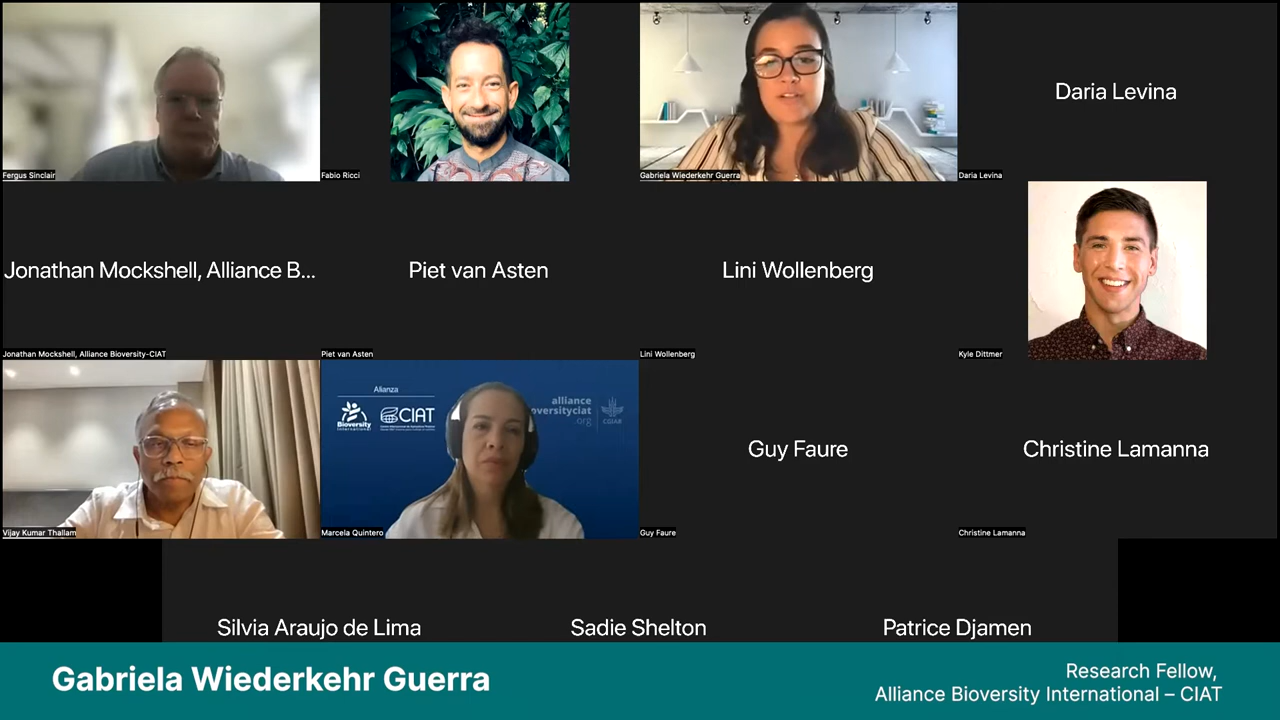 Fergus Sinclair
Fabio Ricci
Gabriela Wiederkehr Guerra
Daria Levina
Daria Levina
Jonathan Mockshell, Alliance B...
Jonathan Mockshell, Alliance Bioversity-CIAT
Piet van Asten
Piet van Asten
Lini Wollenberg
Lini Wollenberg
Kyle Dittmer
Vijay Kumar Thallam
Alianza
Bioversity
International
CIAT
alliance
oversityciat
.org
CGIAR
Marcela Quintero
Guy Faure
Guy Faure
Christine Lamanna
Christine Lamanna
Silvia Araujo de Lima
Sadie Shelton
Patrice Djamen
Gabriela Wiederkehr Guerra
Research Fellow,
Alliance Bioversity International – CIAT